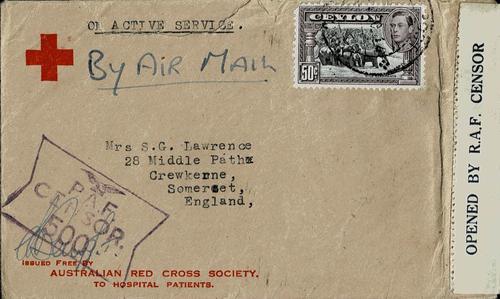 ON ACTIVE SERVICE.
By AIR MAIL
CEYLON
50c
Mrs S.G. Lawrence
28 Middle Path
Crewkerne,
Somerset,
England,
R.A.F.
CENSOR
200
ISSUED FREE BY
AUSTRALIAN RED CROSS SOCIETY.
TO HOSPITAL PATIENTS.
OPENED BY R.A.F. CENSOR